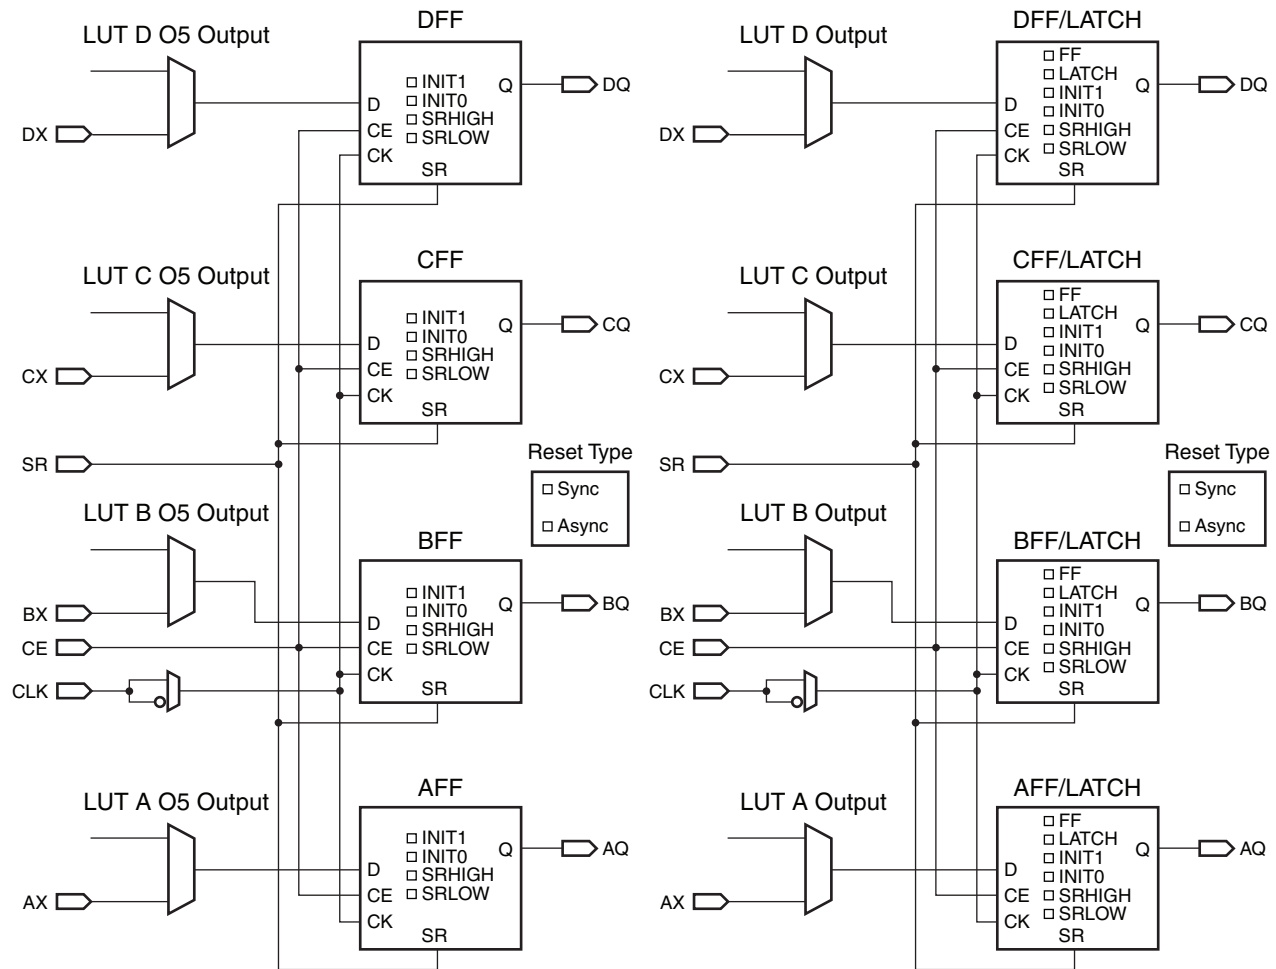 DFF
LUT D O5 Output
INIT1
INIT0
SRHIGH
SRLOW
D
CE
CK
SR
Q
DQ
DX
CFF
LUT C O5 Output
INIT1
INIT0
SRHIGH
SRLOW
D
CE
CK
SR
Q
CQ
CX
SR
Reset Type
Sync
Async
BFF
LUT B O5 Output
INIT1
INIT0
SRHIGH
SRLOW
D
CE
CK
SR
Q
BQ
BX
CE
CLK
AFF
LUT A O5 Output
INIT1
INIT0
SRHIGH
SRLOW
D
CE
CK
SR
Q
AQ
AX
DFF/LATCH
LUT D Output
FF
LATCH
INIT1
INIT0
SRHIGH
SRLOW
D
CE
CK
SR
Q
DQ
DX
CFF/LATCH
LUT C Output
FF
LATCH
INIT1
INIT0
SRHIGH
SRLOW
D
CE
CK
SR
Q
CQ
CX
SR
Reset Type
Sync
Async
BFF/LATCH
LUT B Output
FF
LATCH
INIT1
INIT0
SRHIGH
SRLOW
D
CE
CK
SR
Q
BQ
BX
CE
CLK
AFF/LATCH
LUT A Output
FF
LATCH
INIT1
INIT0
SRHIGH
SRLOW
D
CE
CK
SR
Q
AQ
AX